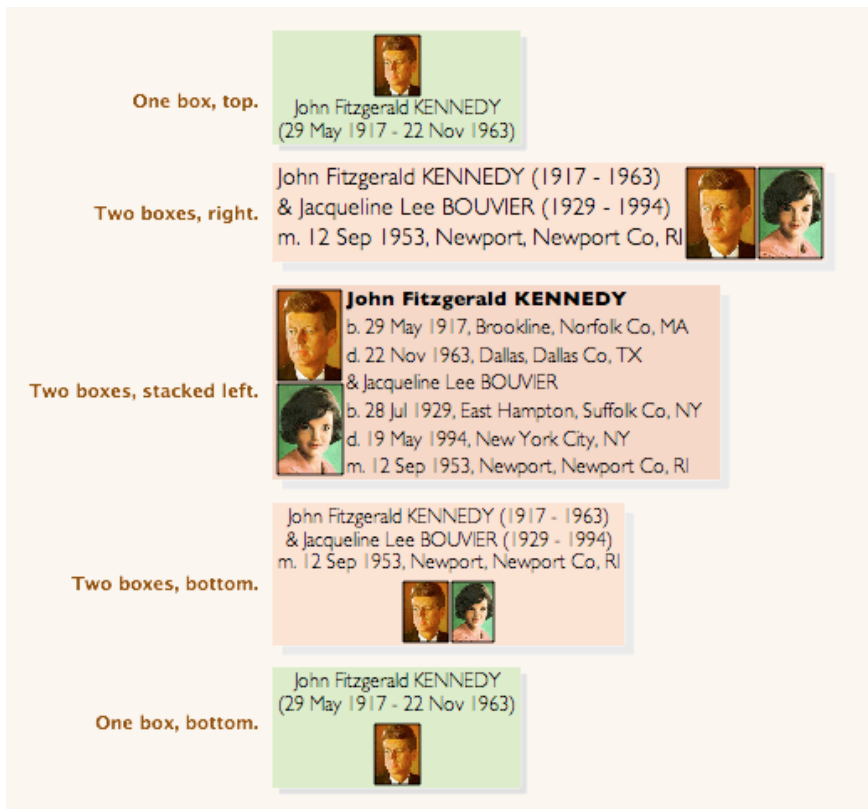 One box, top.
John Fitzgerald KENNEDY
(29 May 1917 - 22 Nov 1963)
Two boxes, right.
John Fitzgerald KENNEDY (1917 - 1963)
& Jacqueline Lee BOUVIER (1929 - 1994)
m. 12 Sep 1953, Newport, Newport Co, RI
Two boxes, stacked left.
John Fitzgerald KENNEDY
b. 29 May 1917, Brookline, Norfolk Co, MA
d. 22 Nov 1963, Dallas, Dallas Co, TX
& Jacqueline Lee BOUVIER
b. 28 Jul 1929, East Hampton, Suffolk Co, NY
d. 19 May 1994, New York City, NY
m. 12 Sep 1953, Newport, Newport Co, RI
Two boxes, bottom.
John Fitzgerald KENNEDY (1917 - 1963)
& Jacqueline Lee BOUVIER (1929 - 1994)
m. 12 Sep 1953, Newport, Newport Co, RI
One box, bottom.
John Fitzgerald KENNEDY
(29 May 1917 - 22 Nov 1963)